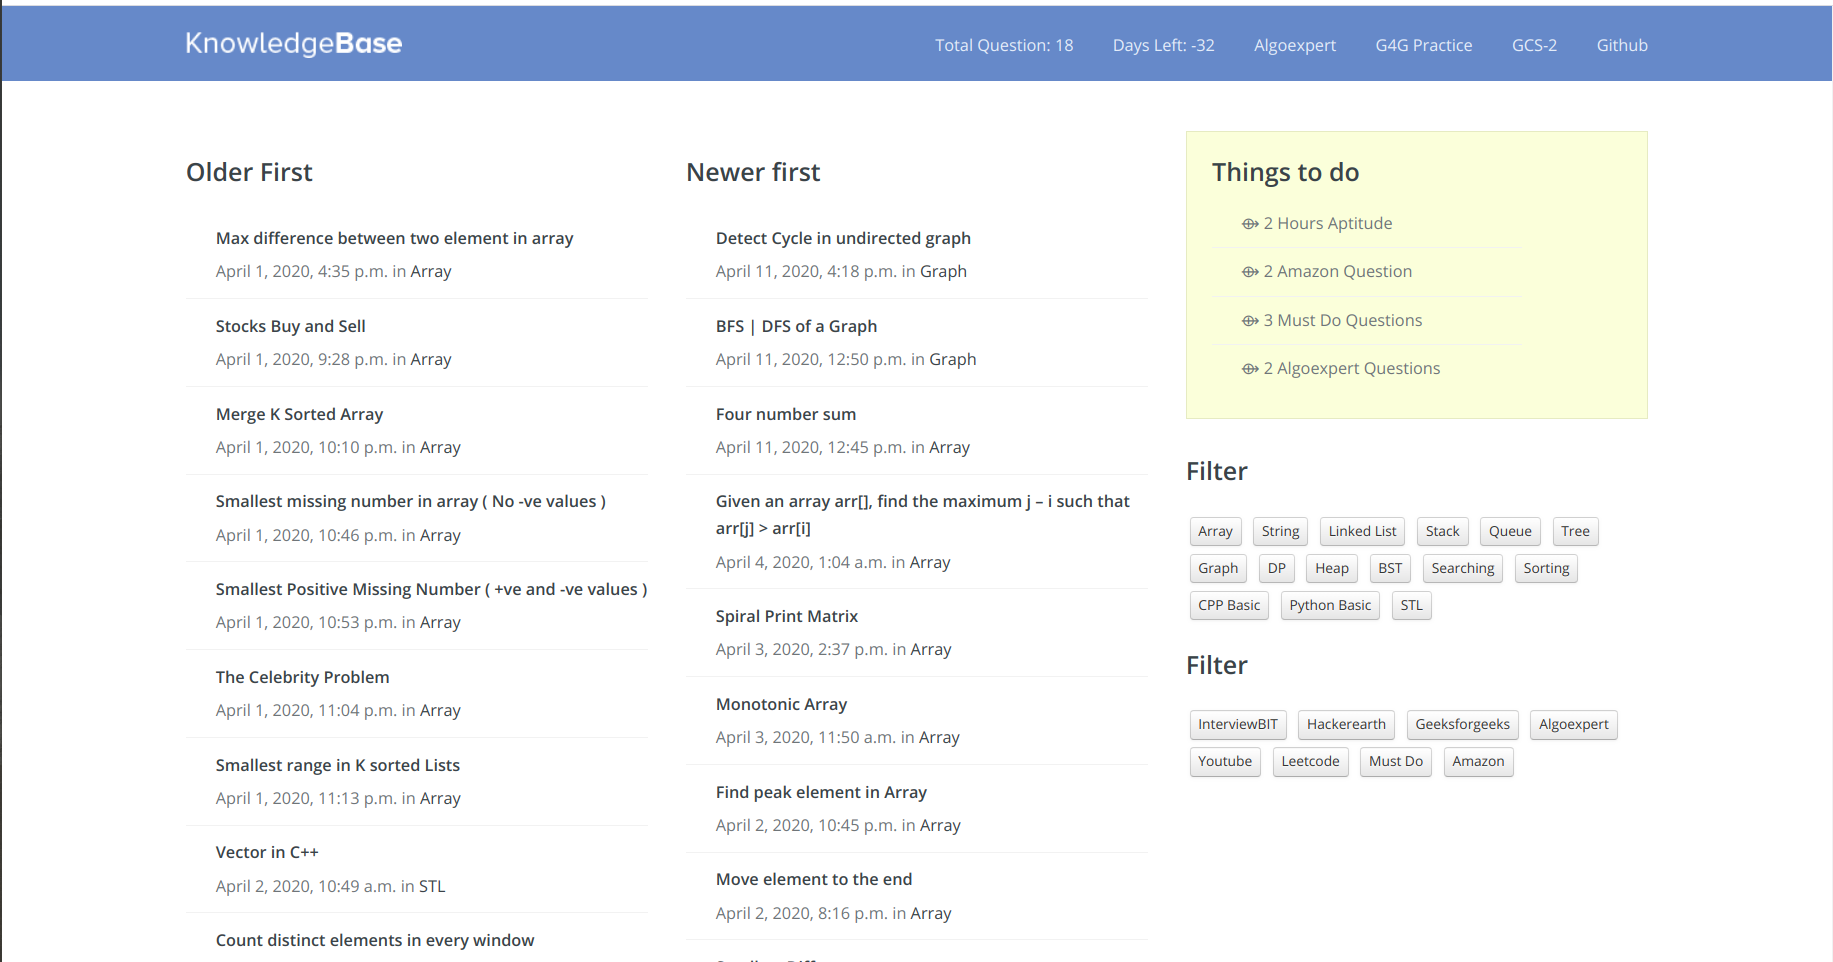 KnowledgeBase
Total Question: 18
Days Left: -32
Algoexpert
G4G Practice
GCS-2
Github
Older First
Max difference between two element in array
April 1, 2020, 4:35 p.m. in Array
Stocks Buy and Sell
April 1, 2020, 9:28 p.m. in Array
Merge K Sorted Array
April 1, 2020, 10:10 p.m. in Array
Smallest missing number in array ( No -ve values )
April 1, 2020, 10:46 p.m. in Array
Smallest Positive Missing Number ( +ve and -ve values )
April 1, 2020, 10:53 p.m. in Array
The Celebrity Problem
April 1, 2020, 11:04 p.m. in Array
Smallest range in K sorted Lists
April 1, 2020, 11:13 p.m. in Array
Vector in C++
April 2, 2020, 10:49 a.m. in STL
Count distinct elements in every window
Newer first
Detect Cycle in undirected graph
April 11, 2020, 4:18 p.m. in Graph
BFS | DFS of a Graph
April 11, 2020, 12:50 p.m. in Graph
Four number sum
April 11, 2020, 12:45 p.m. in Array
Given an array arr[], find the maximum j – i such that
arr[j] > arr[i]
April 4, 2020, 1:04 a.m. in Array
Spiral Print Matrix
April 3, 2020, 2:37 p.m. in Array
Monotonic Array
April 3, 2020, 11:50 a.m. in Array
Find peak element in Array
April 2, 2020, 10:45 p.m. in Array
Move element to the end
April 2, 2020, 8:16 p.m. in Array
Things to do
2 Hours Aptitude
2 Amazon Question
3 Must Do Questions
2 Algoexpert Questions
Filter
Array String Linked List Stack Queue Tree
Graph DP Heap BST Searching Sorting
CPP Basic Python Basic STL
Filter
InterviewBIT Hackerearth Geeksforgeeks Algoexpert
Youtube Leetcode Must Do Amazon